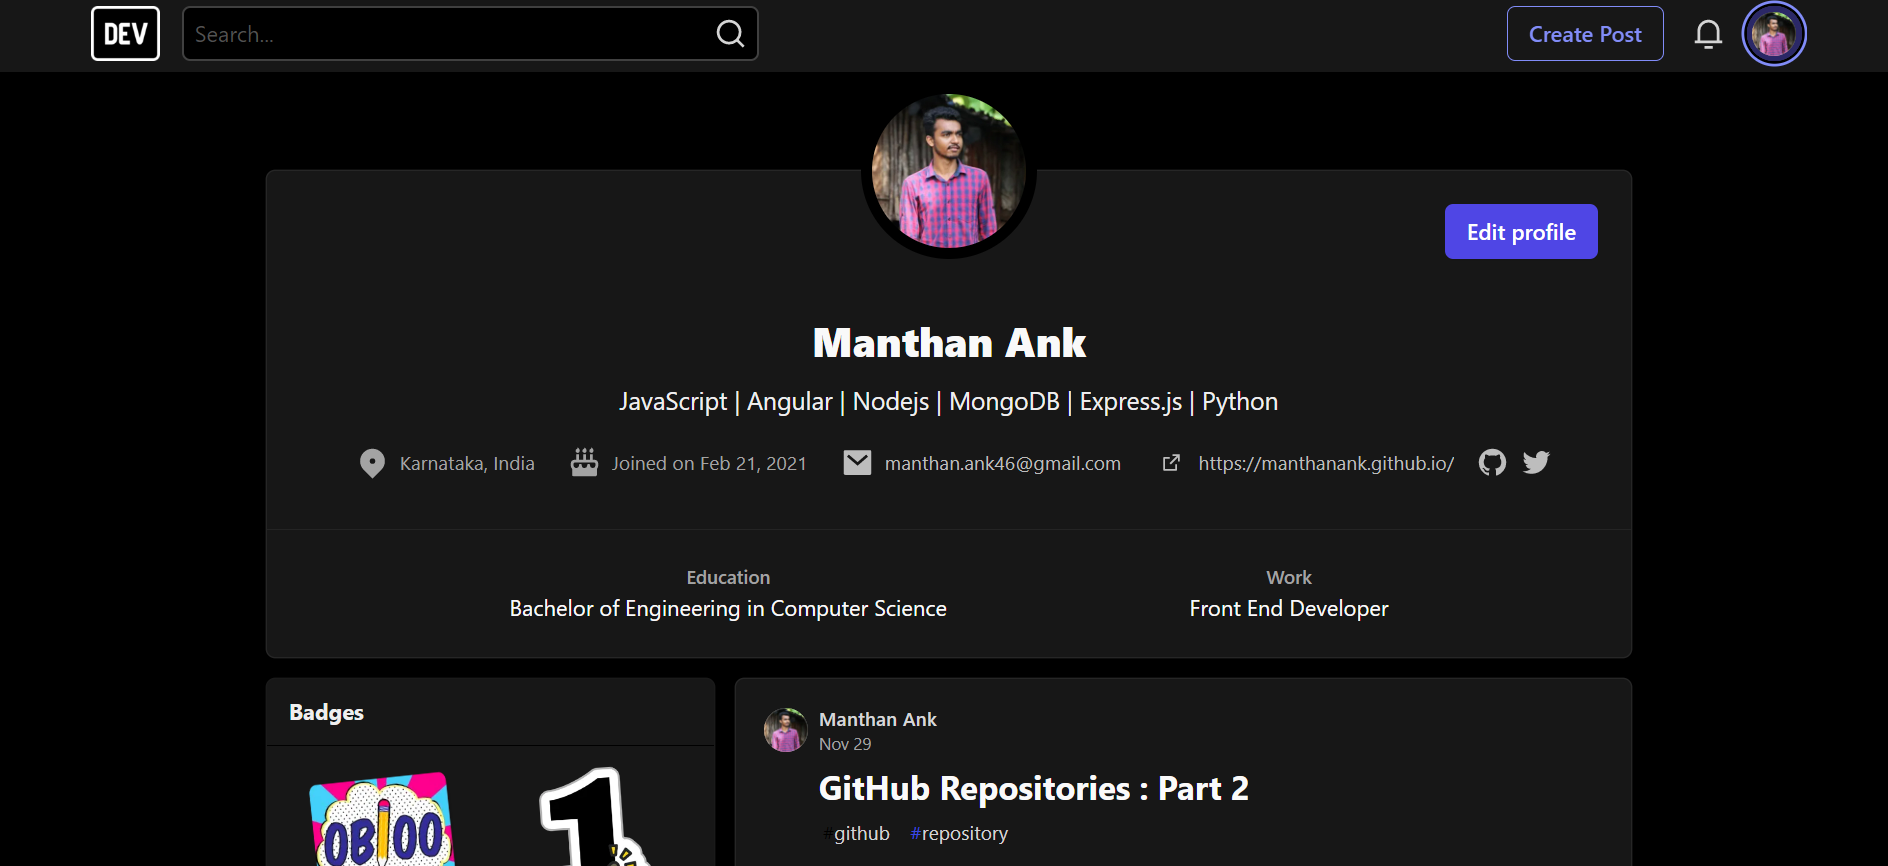 DEV
Search...
Create Post
Edit profile
Manthan Ank
JavaScript | Angular | Nodejs | MongoDB | Express.js | Python
Karnataka, India
Joined on Feb 21, 2021
manthan.ank46@gmail.com
https://manthanank.github.io/
Education
Bachelor of Engineering in Computer Science
Work
Front End Developer
Badges
1
Manthan Ank
Nov 29
GitHub Repositories : Part 2
#github #repository